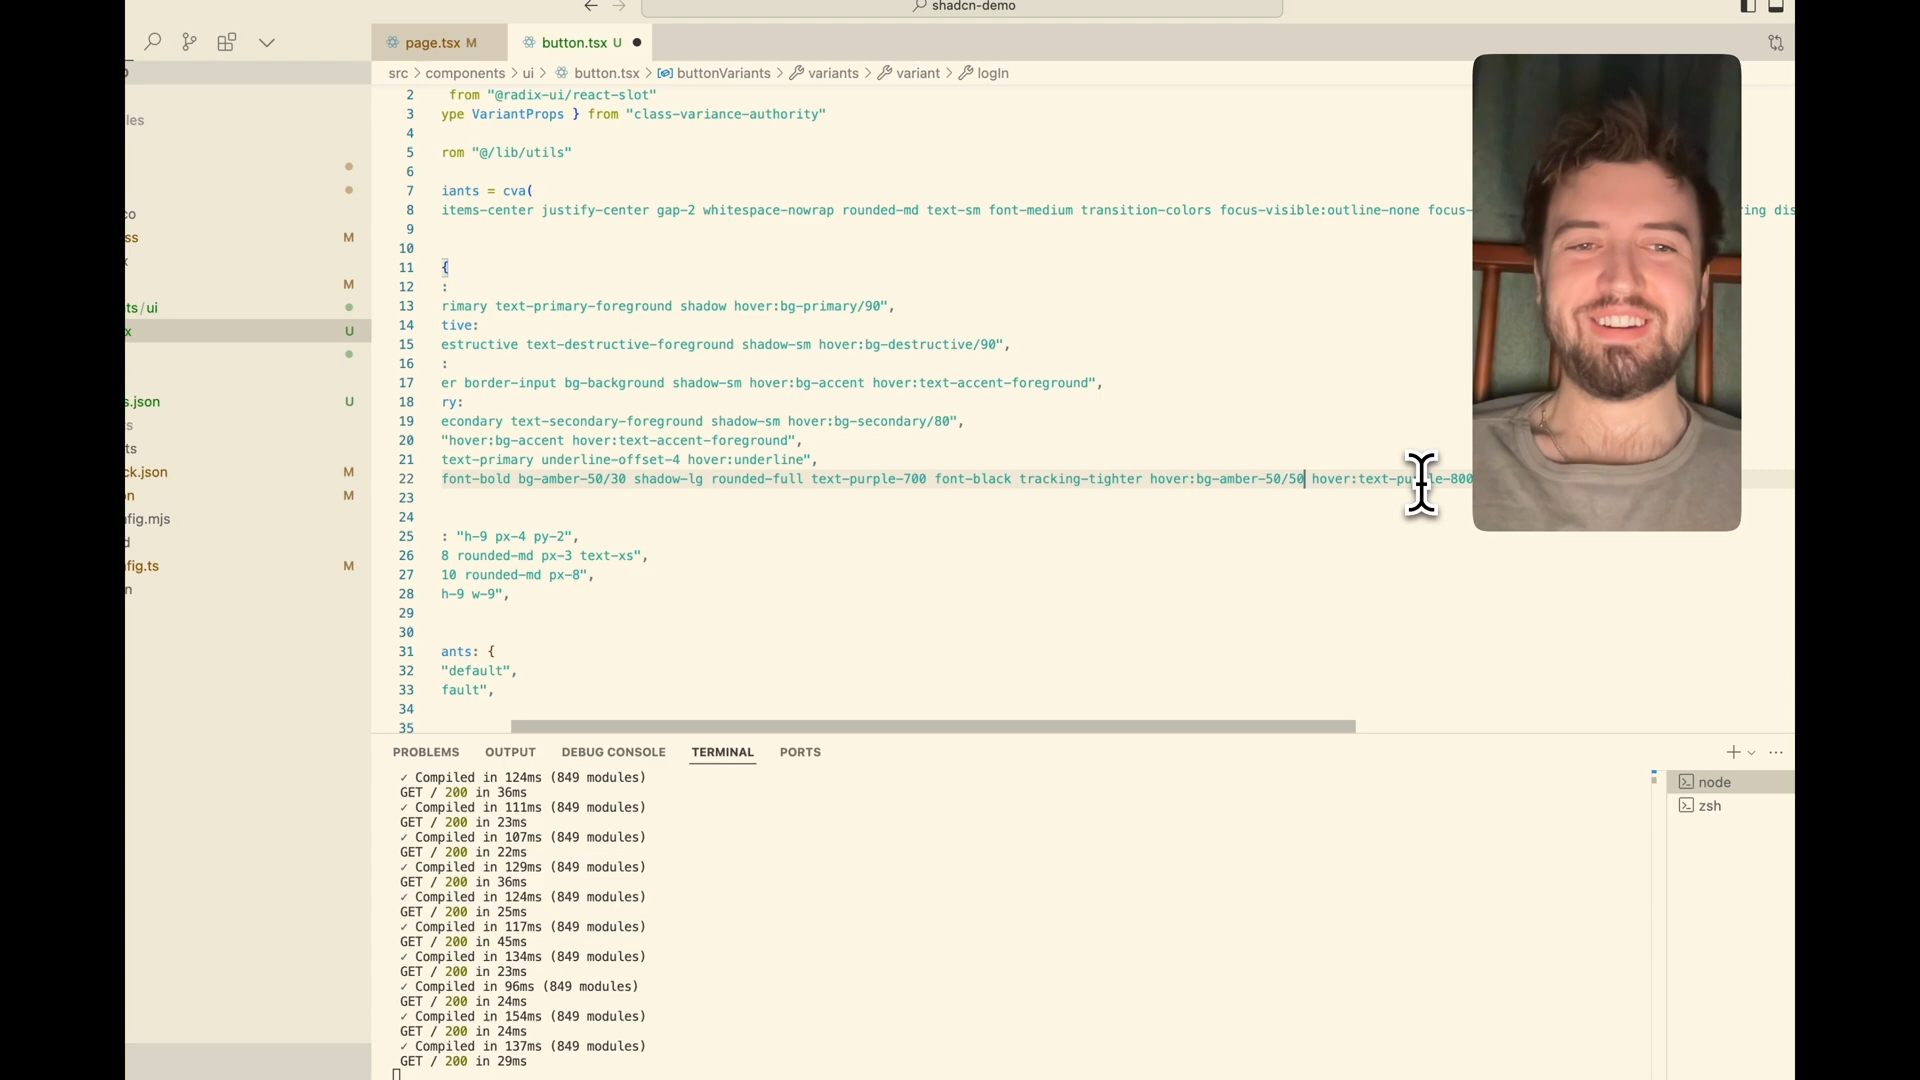 shadcn-demo
page.tsx M
button.tsx U
src > components > ui > button.tsx > buttonVariants > variants > variant > logIn
les
co
ss M
x
M
ts/ui
x U
s.json U
rs
ts
ck.json M
on M
fig.mjs
d
fig.ts M
n
2 from "@radix-ui/react-slot"
3 ype VariantProps } from "class-variance-authority"
4
5 rom "@/lib/utils"
6
7 iants = cva(
8 items-center justify-center gap-2 whitespace-nowrap rounded-md text-sm font-medium transition-colors focus-visible:outline-none focus- ring dis
9
10
11 {
12 :
13 rimary text-primary-foreground shadow hover:bg-primary/90",
14 tive:
15 estructive text-destructive-foreground shadow-sm hover:bg-destructive/90",
16 :
17 er border-input bg-background shadow-sm hover:bg-accent hover:text-accent-foreground",
18 ry:
19 econdary text-secondary-foreground shadow-sm hover:bg-secondary/80",
20 "hover:bg-accent hover:text-accent-foreground",
21 text-primary underline-offset-4 hover:underline",
22 font-bold bg-amber-50/30 shadow-lg rounded-full text-purple-700 font-black tracking-tighter hover:bg-amber-50/50 hover:text-purple-800
23
24
25 : "h-9 px-4 py-2",
26 8 rounded-md px-3 text-xs",
27 10 rounded-md px-8",
28 h-9 w-9",
29
30
31 ants: {
32 "default",
33 fault",
34
35
PROBLEMS OUTPUT DEBUG CONSOLE TERMINAL PORTS
✓ Compiled in 124ms (849 modules)
GET / 200 in 36ms
✓ Compiled in 111ms (849 modules)
GET / 200 in 23ms
✓ Compiled in 107ms (849 modules)
GET / 200 in 22ms
✓ Compiled in 129ms (849 modules)
GET / 200 in 36ms
✓ Compiled in 124ms (849 modules)
GET / 200 in 25ms
✓ Compiled in 117ms (849 modules)
GET / 200 in 45ms
✓ Compiled in 134ms (849 modules)
GET / 200 in 23ms
✓ Compiled in 96ms (849 modules)
GET / 200 in 24ms
✓ Compiled in 154ms (849 modules)
GET / 200 in 24ms
✓ Compiled in 137ms (849 modules)
GET / 200 in 29ms
node
zsh